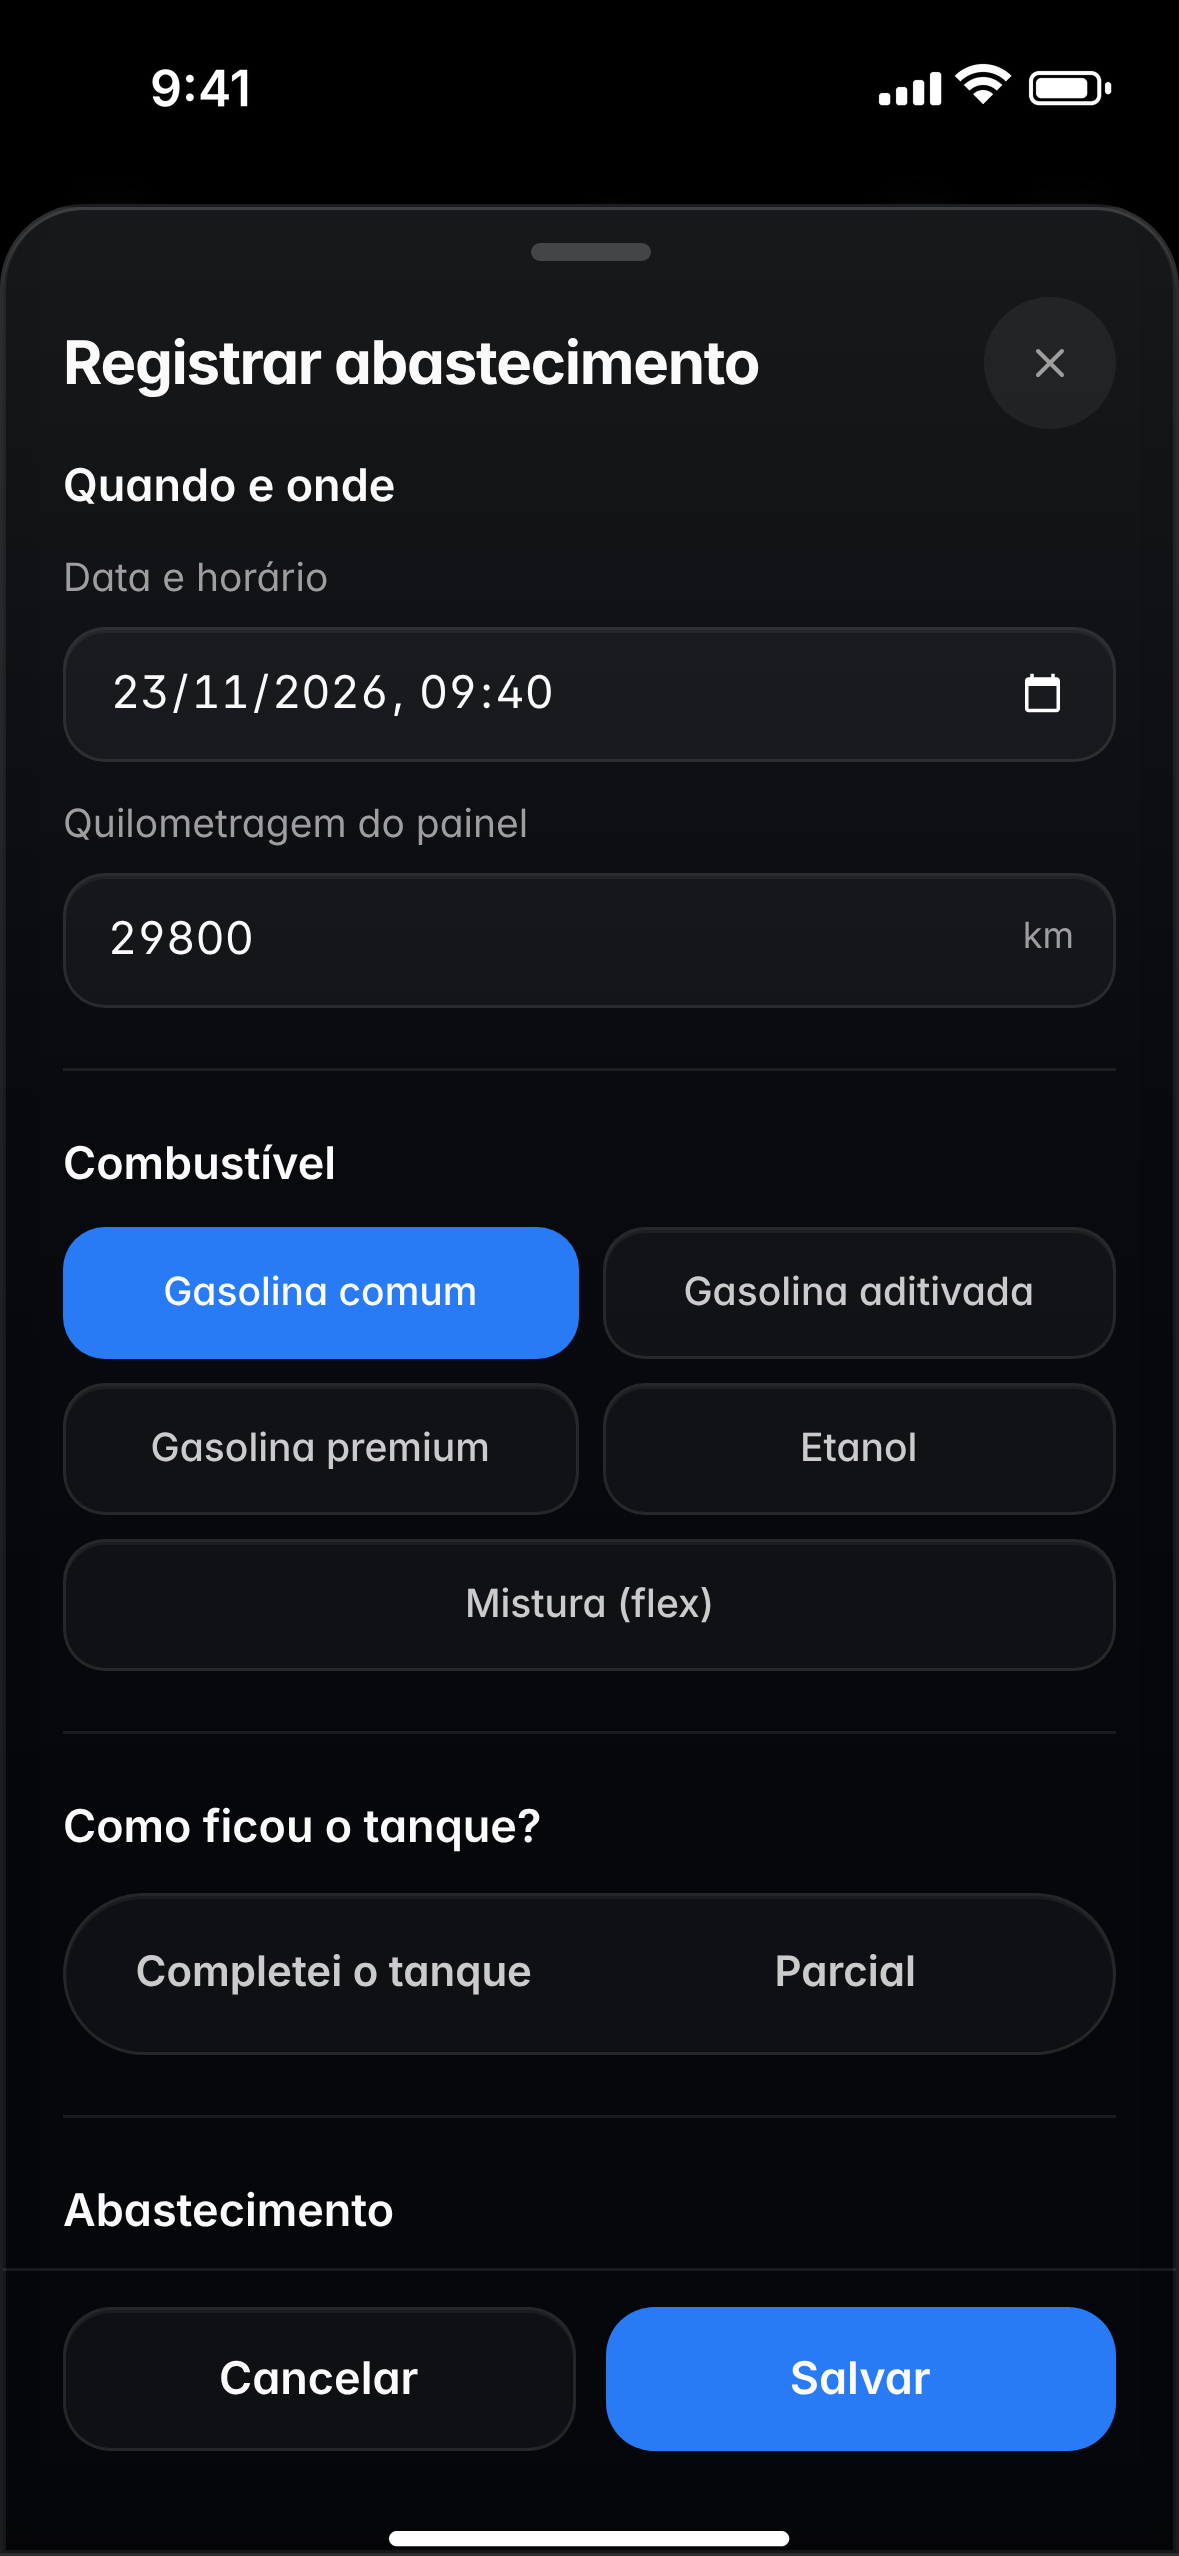 9:41
Registrar abastecimento
Quando e onde
Data e horário
23/11/2026, 09:40
Quilometragem do painel
29800 km
Combustível
Gasolina comum Gasolina aditivada
Gasolina premium Etanol
Mistura (flex)
Como ficou o tanque?
Completei o tanque Parcial
Abastecimento
Cancelar Salvar